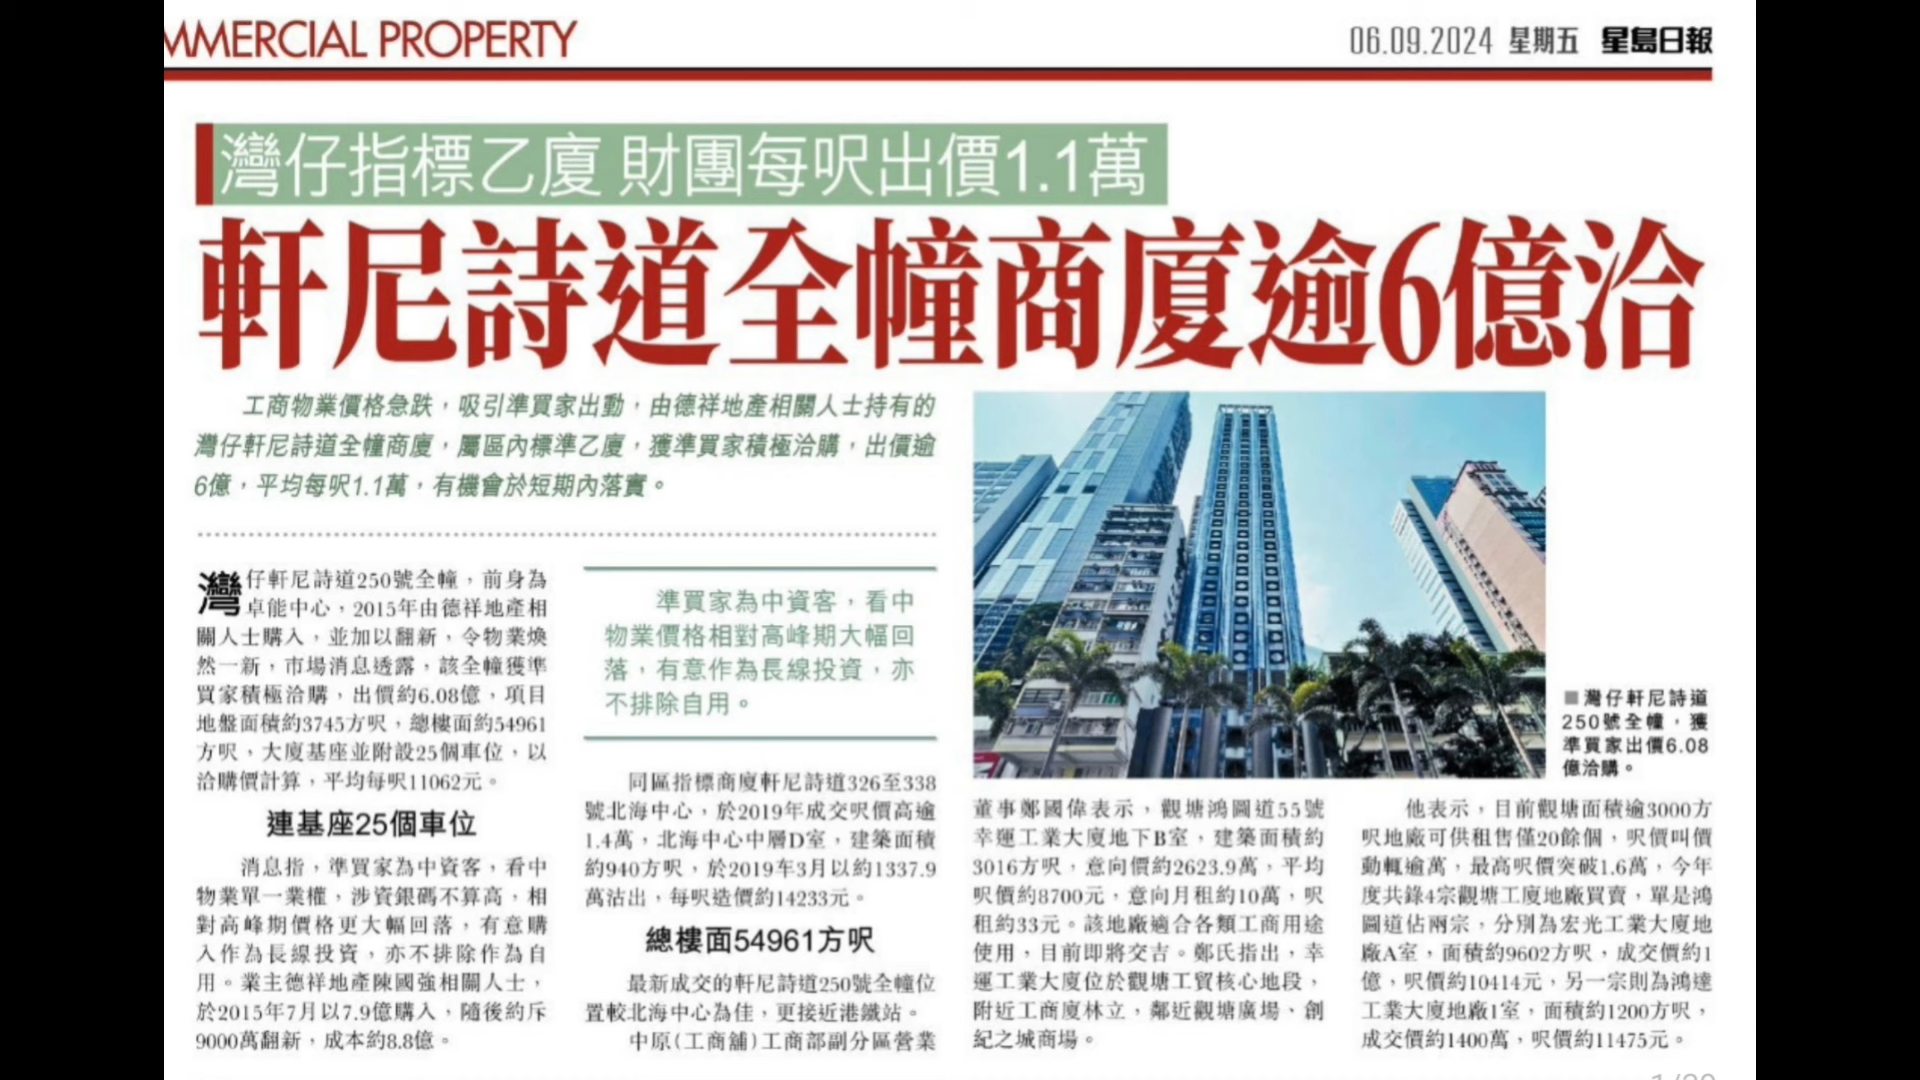 MMERCIAL PROPERTY
06.09.2024 星期五 星島日報
灣仔指標乙廈 財團每呎出價1.1萬
軒尼詩道全幢商廈逾6億洽
工商物業價格急跌，吸引準買家出動，由德祥地產相關人士持有的
灣仔軒尼詩道全幢商廈，屬區內標準乙廈，獲準買家積極洽購，出價逾
6億，平均每呎1.1萬，有機會於短期內落實。
灣仔軒尼詩道250號全幢，前身為
卓能中心，2015年由德祥地產相
關人士購入，並加以翻新，令物業煥
然一新，市場消息透露，該全幢獲準
買家積極洽購，出價約6.08億，項目
地盤面積約3745方呎，總樓面約54961
方呎，大廈基座並附設25個車位，以
洽購價計算，平均每呎11062元。
連基座25個車位
消息指，準買家為中資客，看中
物業單一業權，涉資銀碼不算高，相
對高峰期價格更大幅回落，有意購
入作為長線投資，亦不排除作為自
用。業主德祥地產陳國強相關人士，
於2015年7月以7.9億購入，隨後約斥
9000萬翻新，成本約8.8億。
準買家為中資客，看中
物業價格相對高峰期大幅回
落，有意作為長線投資，亦
不排除自用。
同區指標商廈軒尼詩道326至338
號北海中心，於2019年成交呎價高逾
1.4萬，北海中心中層D室，建築面積
約940方呎，於2019年3月以約1337.9
萬沽出，每呎造價約14233元。
總樓面54961方呎
最新成交的軒尼詩道250號全幢位
置較北海中心為佳，更接近港鐵站。
中原(工商舖)工商部副分區營業
■灣仔軒尼詩道
250號全幢，獲
準買家出價6.08
億洽購。
董事鄭國偉表示，觀塘鴻圖道55號
幸運工業大廈地下B室，建築面積約
3016方呎，意向價約2623.9萬，平均
呎價約8700元，意向月租約10萬，呎
租約33元。該地廠適合各類工商用途
使用，目前即將交吉。鄭氏指出，幸
運工業大廈位於觀塘工貿核心地段，
附近工商廈林立，鄰近觀塘廣場、創
紀之城商場。
他表示，目前觀塘面積逾3000方
呎地廠可供租售僅20餘個，呎價叫價
動輒逾萬，最高呎價突破1.6萬，今年
度共錄4宗觀塘工廈地廠買賣，單是鴻
圖道佔兩宗，分別為宏光工業大廈地
廠A室，面積約9602方呎，成交價約1
億，呎價約10414元，另一宗則為鴻達
工業大廈地廠1室，面積約1200方呎，
成交價約1400萬，呎價約11475元。